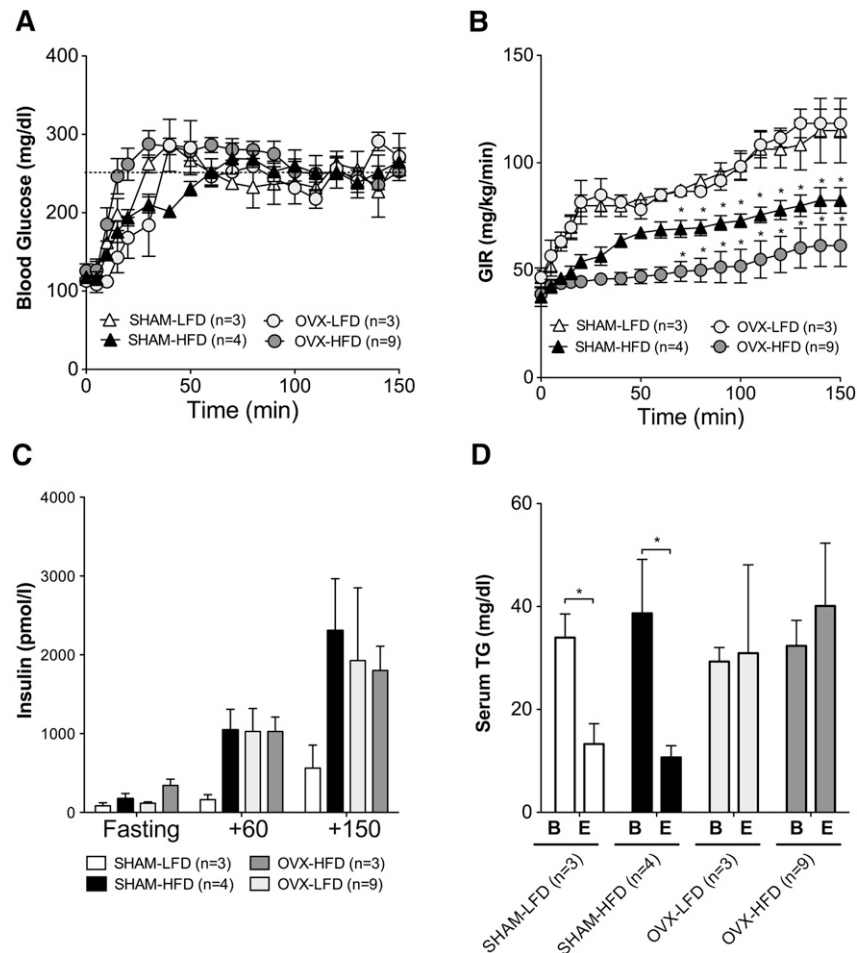 A
Blood Glucose (mg/dl)
400
300
200
100
0
SHAM-LFD (n=3) OVX-LFD (n=3)
SHAM-HFD (n=4) OVX-HFD (n=9)
0 50 100 150
Time (min)
B
GIR (mg/kg/min)
150
100
50
0
* * * * * * * * *
* * * * * * * * *
SHAM-LFD (n=3) OVX-LFD (n=3)
SHAM-HFD (n=4) OVX-HFD (n=9)
0 50 100 150
Time (min)
C
Insulin (pmol/l)
4000
3000
2000
1000
0
Fasting +60 +150
SHAM-LFD (n=3) OVX-HFD (n=3)
SHAM-HFD (n=4) OVX-LFD (n=9)
D
Serum TG (mg/dl)
60
40
20
0
* *
B E B E B E B E
SHAM-LFD (n=3)
SHAM-HFD (n=4)
OVX-LFD (n=3)
OVX-HFD (n=9)